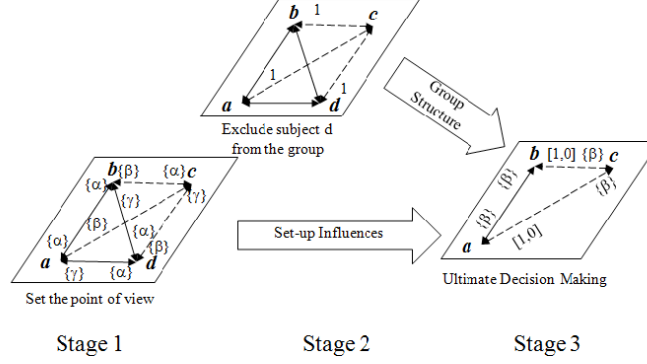 b
1
c
1
a
1
d
Exclude subject d
from the group
Group
Structure
b
[1,0]
{β}
c
{β}
{β}
{β}
a
[1,0]
Ultimate Decision Making
b
{β}
{α}
c
{α}
{γ}
{γ}
{β}
{α}
{α}
{β}
a
d
{γ}
{α}
Set the point of view
Set-up Influences
Stage 1
Stage 2
Stage 3